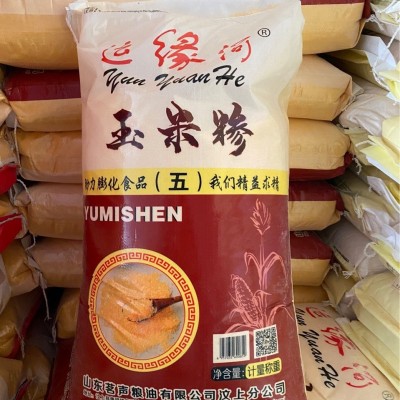 运缘河®
Yun Yuan He
玉米糁
助力膨化食品（五）我们精益求精
YUMISHEN
净含量：计量称重
山东茗声粮油有限公司汶上分公司